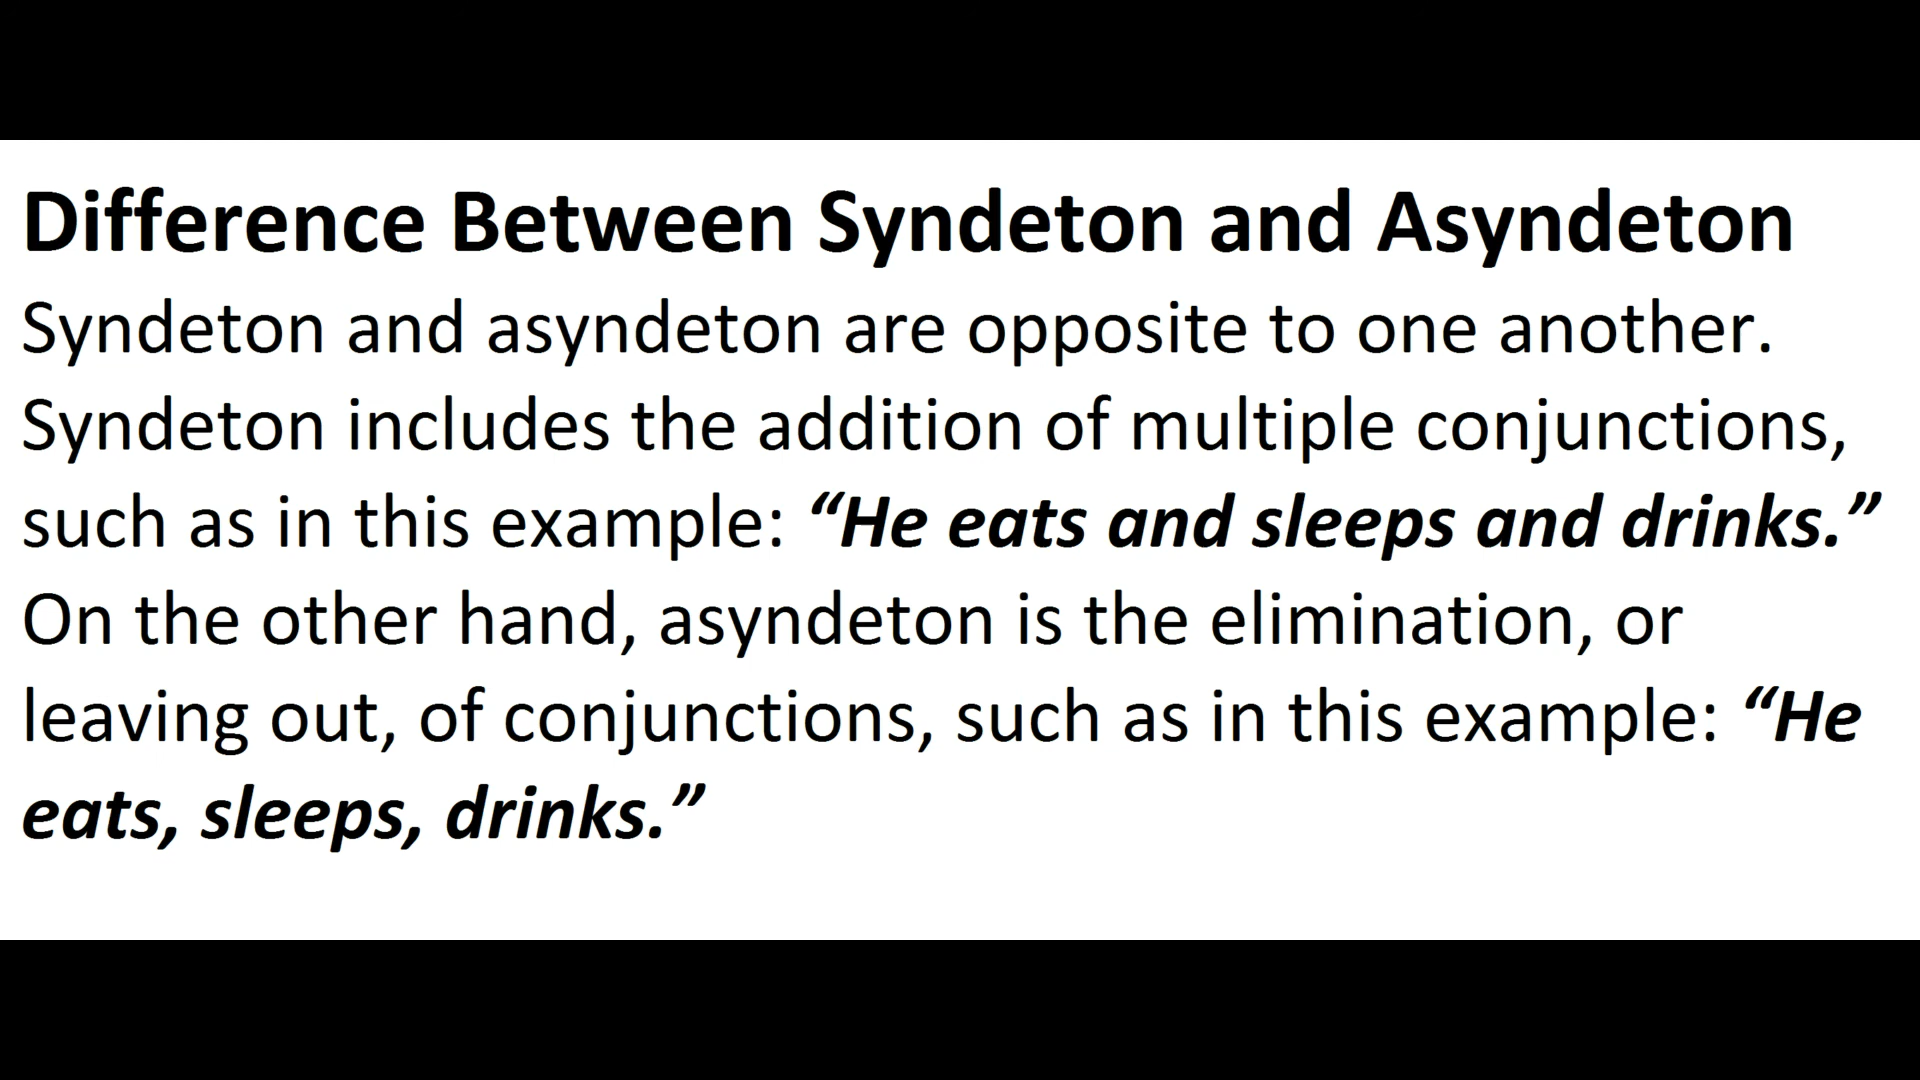 Difference Between Syndeton and Asyndeton
Syndeton and asyndeton are opposite to one another.
Syndeton includes the addition of multiple conjunctions,
such as in this example: “He eats and sleeps and drinks.”
On the other hand, asyndeton is the elimination, or
leaving out, of conjunctions, such as in this example: “He
eats, sleeps, drinks.”